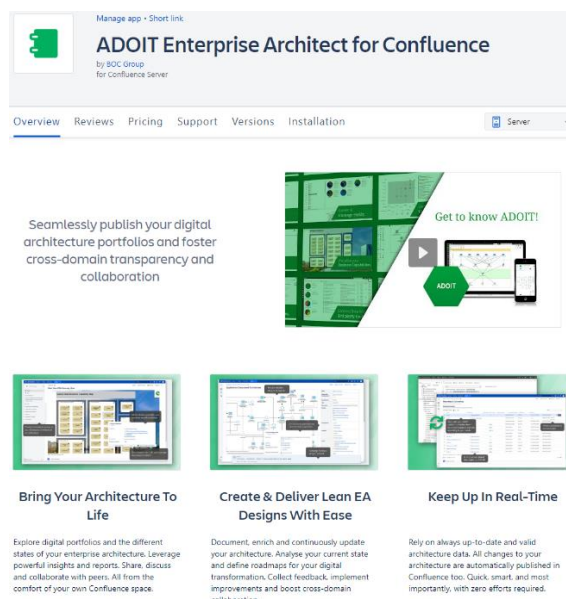 Manage app • Short link
ADOIT Enterprise Architect for Confluence
by BOC Group
for Confluence Server
Overview Reviews Pricing Support Versions Installation
Server
Seamlessly publish your digital
architecture portfolios and foster
cross-domain transparency and
collaboration
Get to know ADOIT!
ADOIT
Bring Your Architecture To
Life
Explore digital portfolios and the different
states of your enterprise architecture. Leverage
powerful insights and reports. Share, discuss
and collaborate with peers. All from the
comfort of your own Confluence space.
Create & Deliver Lean EA
Designs With Ease
Document, enrich and continuously update
your architecture. Analyse your current state
and define roadmaps for your digital
transformation. Collect feedback, implement
improvements and boost cross-domain
Keep Up In Real-Time
Rely on always up-to-date and valid
architecture data. All changes to your
architecture are automatically published in
Confluence too. Quick, smart, and most
importantly, with zero efforts required.